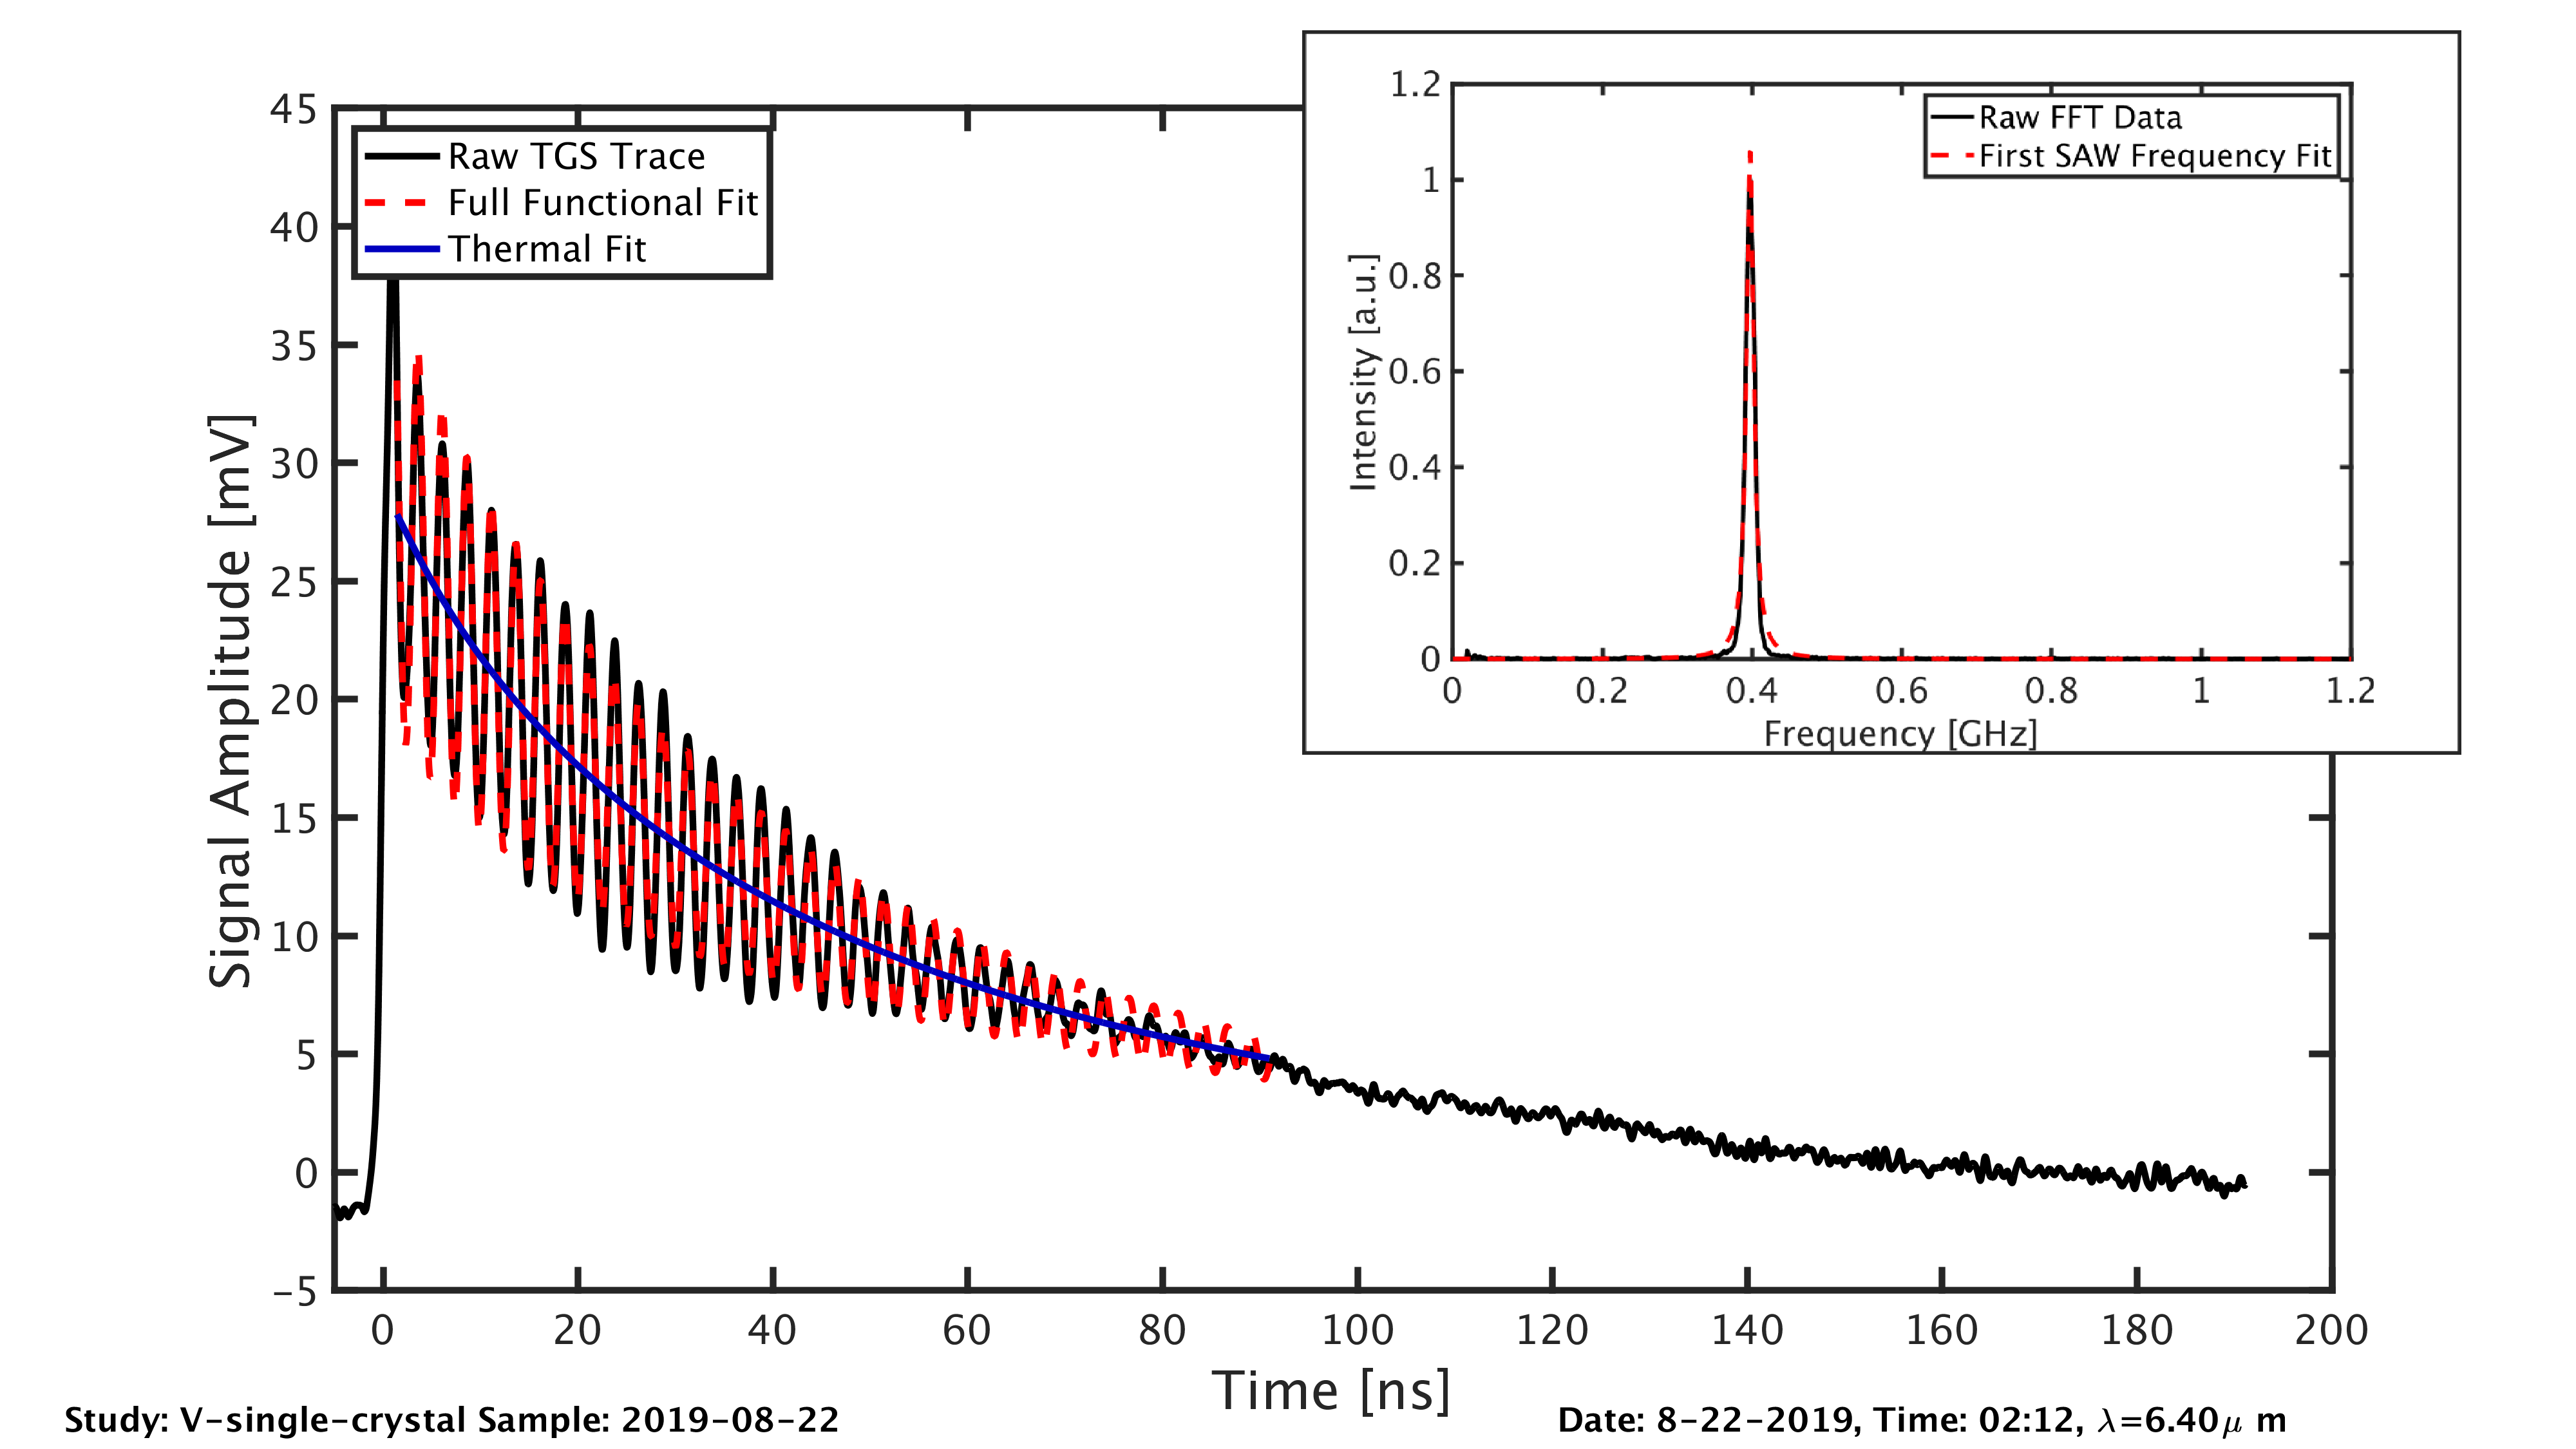 45
40
35
30
25
20
15
10
5
0
-5
Signal Amplitude [mV]
Raw TGS Trace
Full Functional Fit
Thermal Fit
0 20 40 60 80 100 120 140 160 180 200
Time [ns]
1.2
1
0.8
0.6
0.4
0.2
0
Intensity [a.u.]
Raw FFT Data
First SAW Frequency Fit
0 0.2 0.4 0.6 0.8 1 1.2
Frequency [GHz]
Study: V-single-crystal Sample: 2019-08-22
Date: 8-22-2019, Time: 02:12, λ=6.40μ m